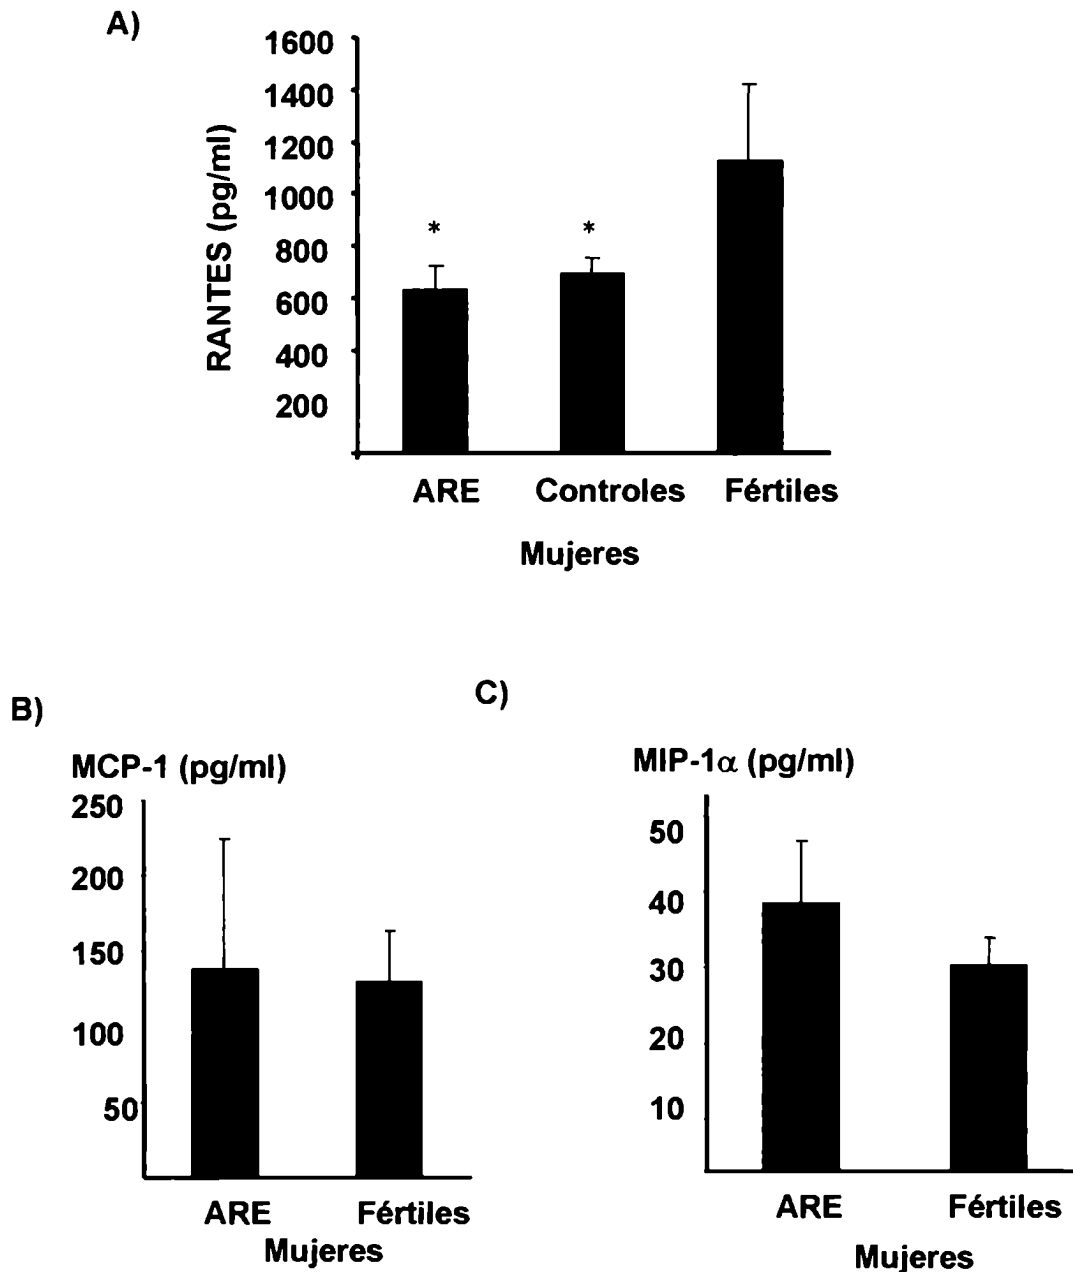 A)
RANTES (pg/ml)
1600
1400
1200
1000
800
600
400
200
*
*
ARE Controles Fértiles
Mujeres
B)
MCP-1 (pg/ml)
250
200
150
100
50
ARE Fértiles
Mujeres
C)
MIP-1α (pg/ml)
50
40
30
20
10
ARE Fértiles
Mujeres